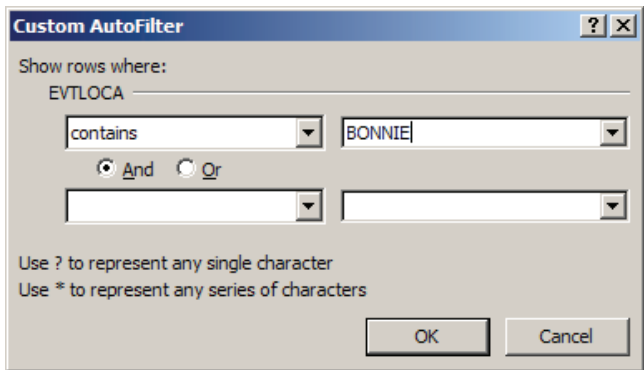 Custom AutoFilter
Show rows where:
EVTLOCA
contains BONNIE
And Or
Use ? to represent any single character
Use * to represent any series of characters
OK Cancel